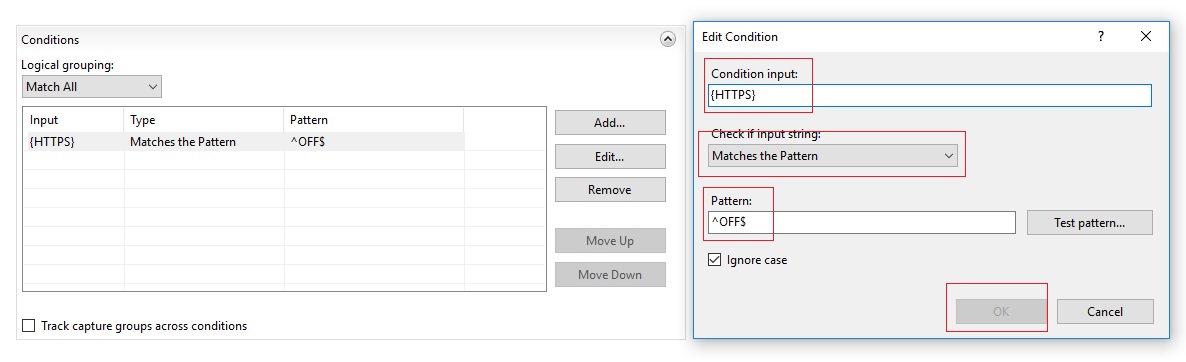 Conditions
Logical grouping:
Match All
Input Type Pattern
{HTTPS} Matches the Pattern ^OFF$
Add...
Edit...
Remove
Move Up
Move Down
Track capture groups across conditions
Edit Condition ?
Condition input:
{HTTPS}
Check if input string:
Matches the Pattern
Pattern:
^OFF$ Test pattern...
Ignore case
OK Cancel